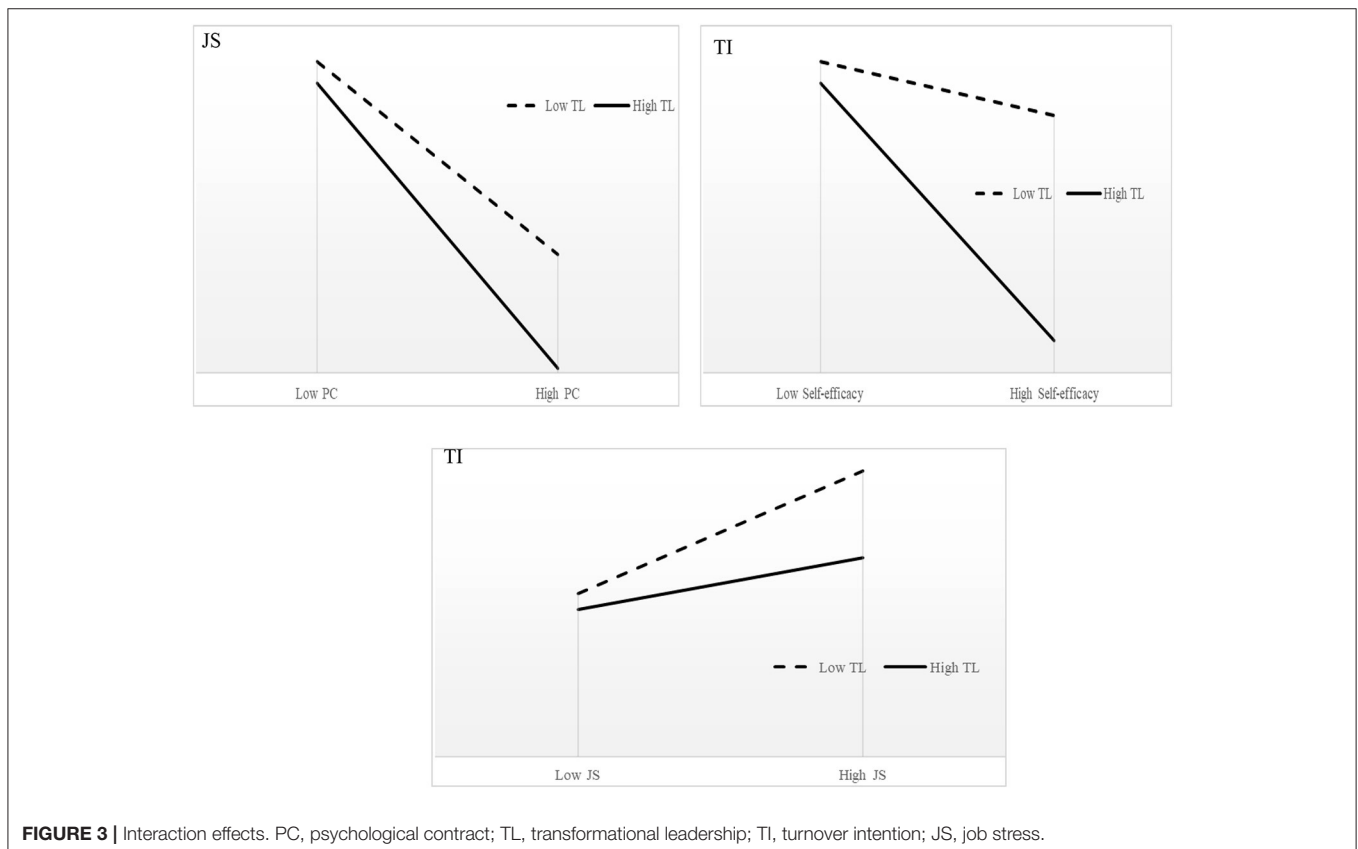 JS
Low TL High TL
Low PC High PC
TI
Low TL High TL
Low Self-efficacy High Self-efficacy
TI
Low TL High TL
Low JS High JS
FIGURE 3 | Interaction effects. PC, psychological contract; TL, transformational leadership; TI, turnover intention; JS, job stress.